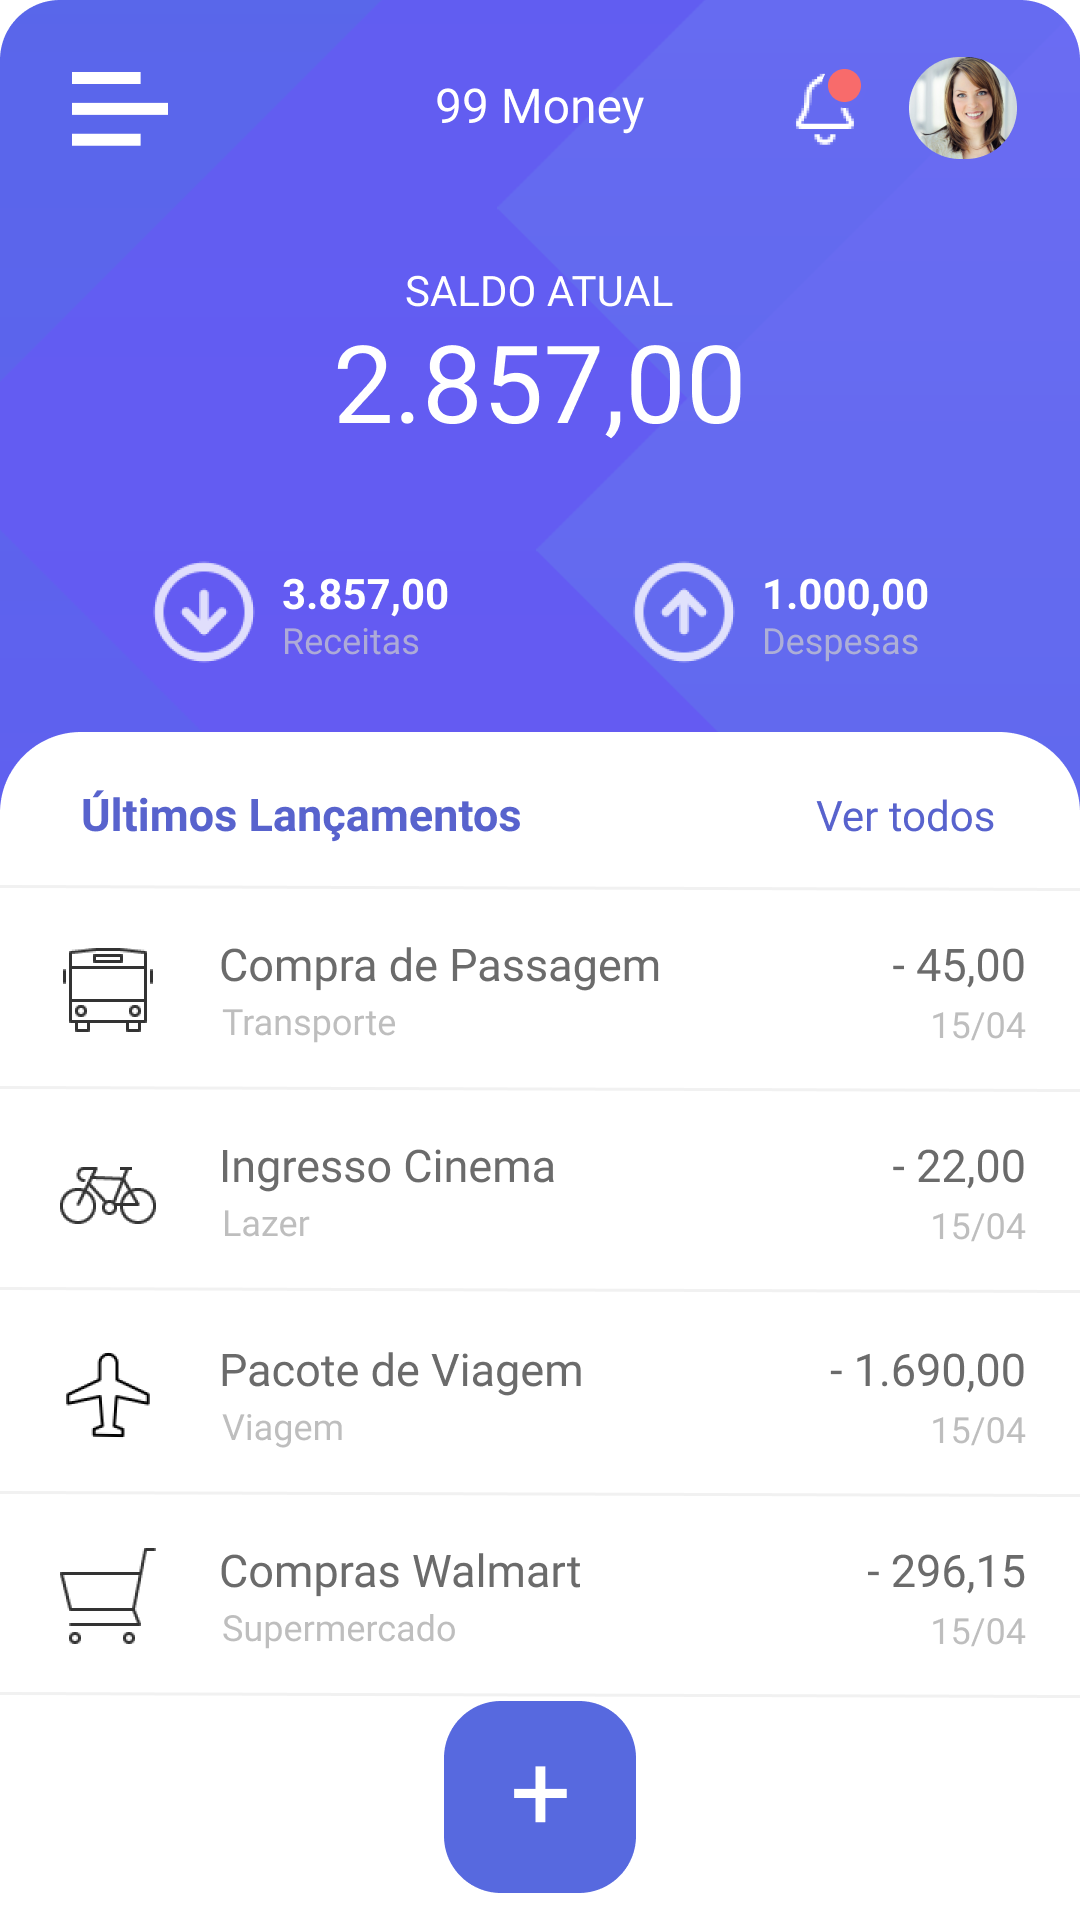 99 Money
SALDO ATUAL
2.857,00
3.857,00
Receitas
1.000,00
Despesas
Últimos Lançamentos
Ver todos
Compra de Passagem
- 45,00
Transporte
15/04
Ingresso Cinema
- 22,00
Lazer
15/04
Pacote de Viagem
- 1.690,00
Viagem
15/04
Compras Walmart
- 296,15
Supermercado
15/04
+